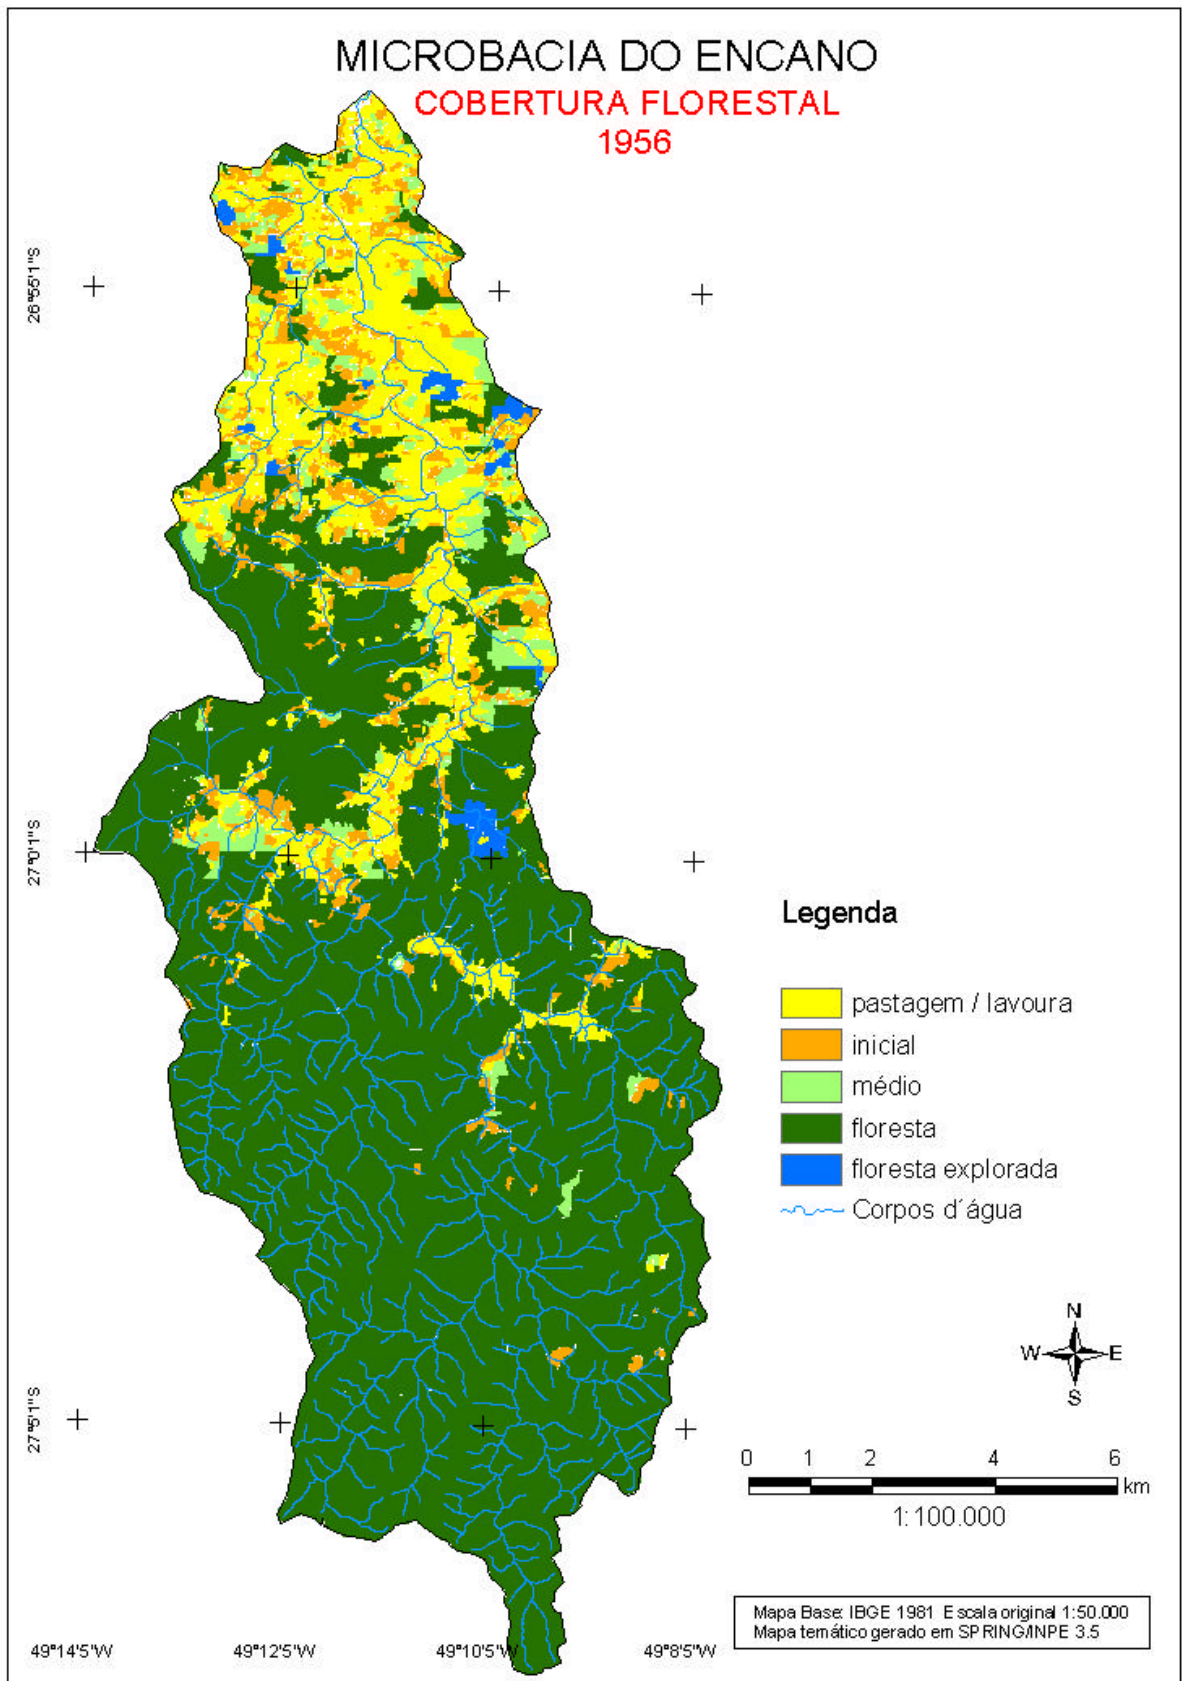 MICROBACIA DO ENCANO
COBERTURA FLORESTAL
1956
26°55'1"S
27°0'1"S
27°5'1"S
Legenda
pastagem / lavoura
inicial
médio
floresta
floresta explorada
Corpos d´água
N
W E
S
0 1 2 4 6
km
1:100.000
Mapa Base: IBGE 1981 Escala original 1:50.000
Mapa temático gerado em SPRING/INPE 3.5
49°14'5"W 49°12'5"W 49°10'5"W 49°8'5"W